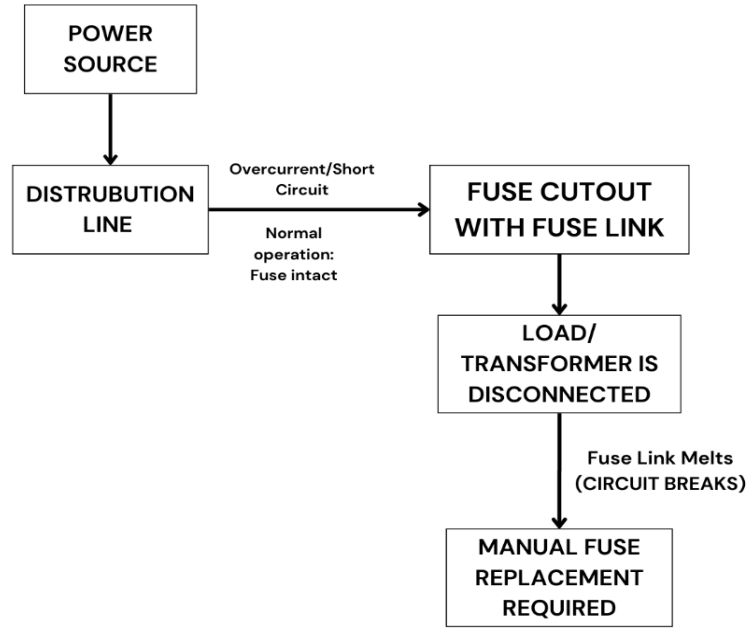 POWER
SOURCE
DISTRUBUTION
LINE
Overcurrent/Short
Circuit
Normal
operation:
Fuse intact
FUSE CUTOUT
WITH FUSE LINK
LOAD/
TRANSFORMER IS
DISCONNECTED
Fuse Link Melts
(CIRCUIT BREAKS)
MANUAL FUSE
REPLACEMENT
REQUIRED